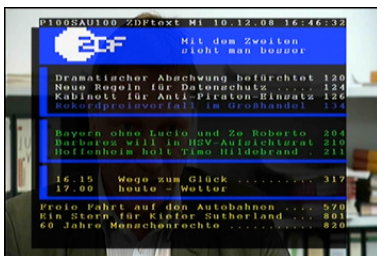 P100SAU100 ZDFtext Mi 10.12.08 16:46:32
ZDF
Mit dem Zweiten
sieht man besser
Dramatischer Abschwung befürchtet 120
Neue Regeln für Datenschutz ..... 124
Kabinett für Anti-Piraten-Einsatz 126
Rekordpreisverfall im Großhandel 134
Bayern ohne Lucio und Ze Roberto 204
Barbarez will in HSV-Aufsichtsrat 210
Hoffenheim holt Timo Hildebrand . 211
16.15 Wege zum Glück .......... 317
17.00 heute - Wetter
Freie Fahrt auf den Autobahnen .... 570
Ein Stern für Kiefer Sutherland ... 801
60 Jahre Menschenrechte ........ 820